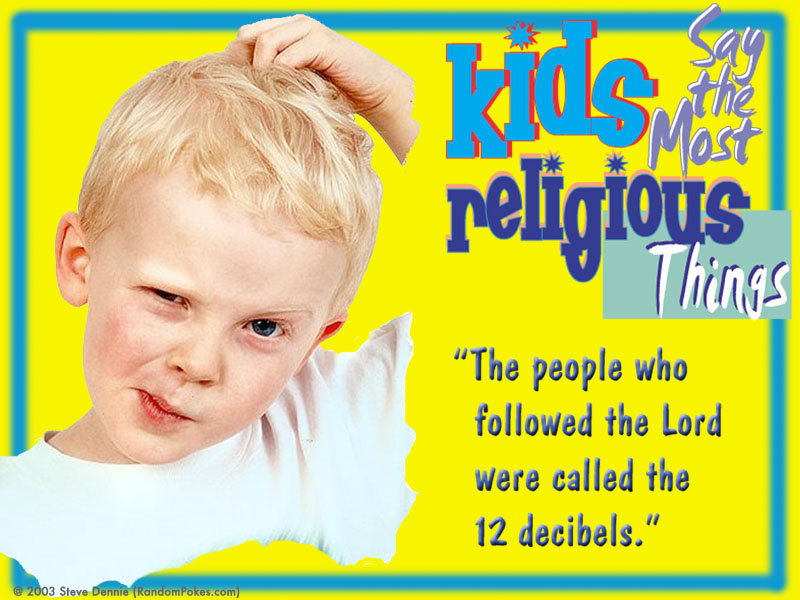 kids Say
the
Most
religious
Things
“The people who
followed the Lord
were called the
12 decibels.”
@ 2003 Steve Dennie (RandomPokes.com)